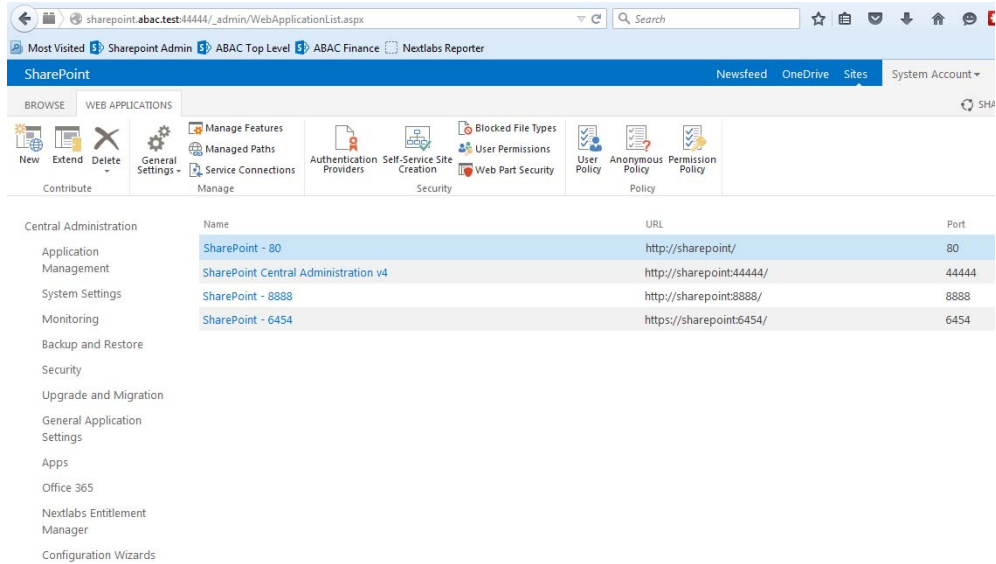 sharepoint.abac.test:44444/_admin/WebApplicationList.aspx
Search
Most Visited
Sharepoint Admin
ABAC Top Level
ABAC Finance
Nextlabs Reporter
SharePoint
Newsfeed
OneDrive
Sites
System Account
BROWSE
WEB APPLICATIONS
SHA
New
Extend
Delete
General
Settings
Manage Features
Managed Paths
Service Connections
Authentication
Providers
Self-Service Site
Creation
Blocked File Types
User Permissions
Web Part Security
User
Policy
Anonymous
Policy
Permission
Policy
Contribute
Manage
Security
Policy
Central Administration
Application
Management
System Settings
Monitoring
Backup and Restore
Security
Upgrade and Migration
General Application
Settings
Apps
Office 365
Nextlabs Entitlement
Manager
Configuration Wizards
Name URL Port
SharePoint - 80 http://sharepoint/ 80
SharePoint Central Administration v4 http://sharepoint:44444/ 44444
SharePoint - 8888 http://sharepoint:8888/ 8888
SharePoint - 6454 https://sharepoint:6454/ 6454